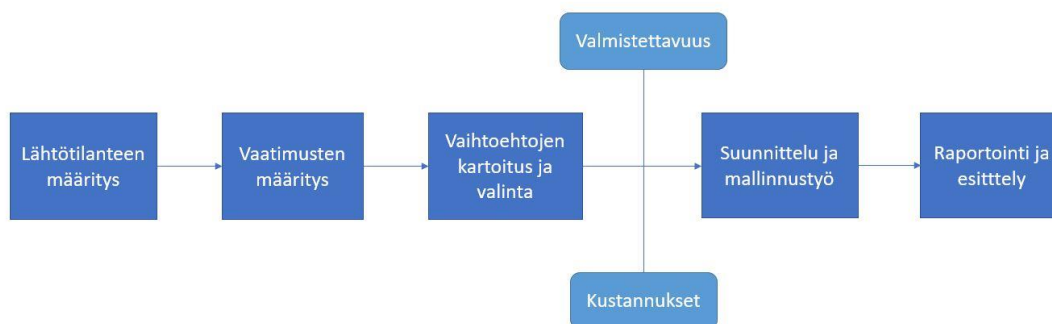 Valmistettavuus
Lähtötilanteen
määritys
Vaatimusten
määritys
Vaihtoehtojen
kartoitus ja
valinta
Suunnittelu ja
mallinnustyö
Raportointi ja
esitttely
Kustannukset